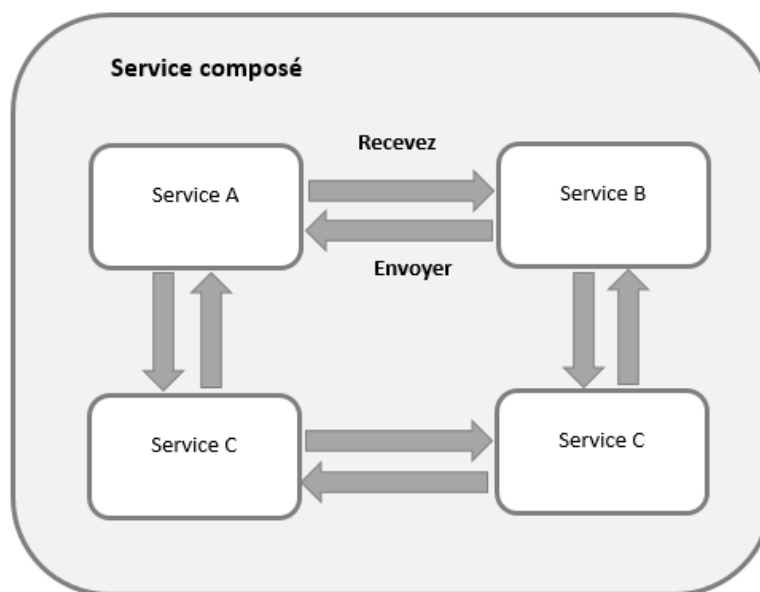 Service composé
Recevez
Service A
Service B
Envoyer
Service C
Service C